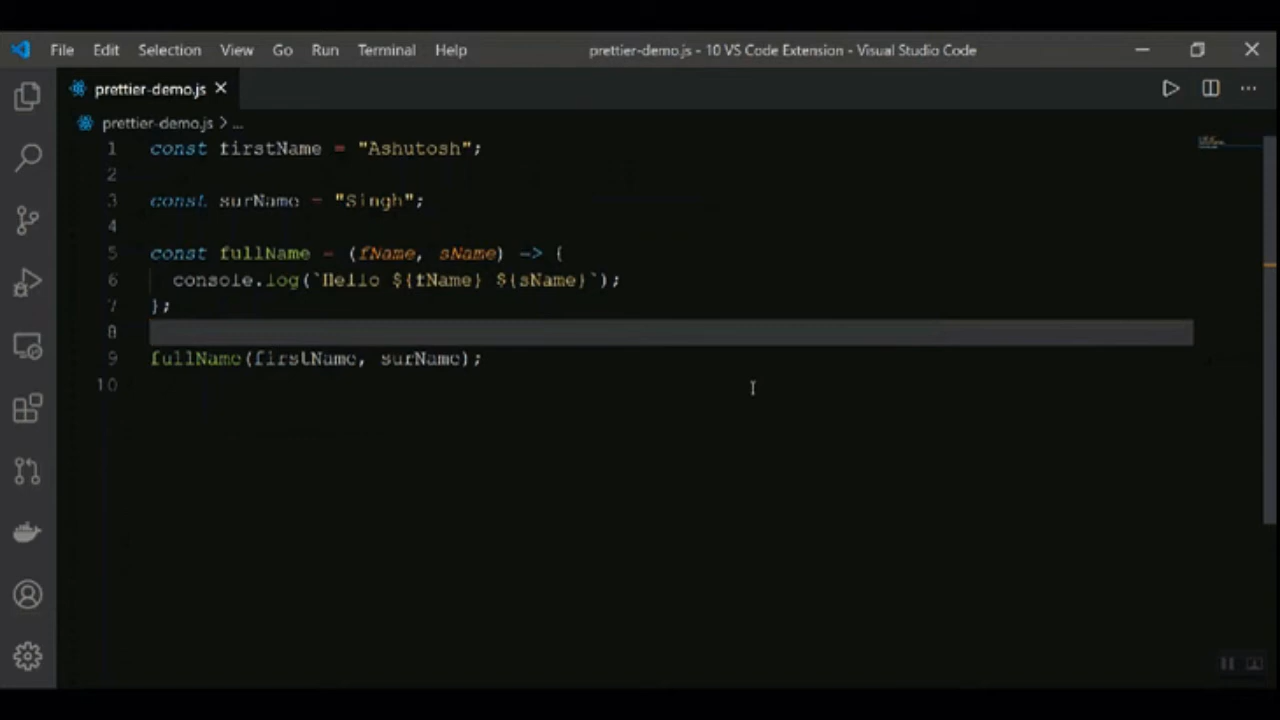 File Edit Selection View Go Run Terminal Help prettier-demo.js - 10 VS Code Extension - Visual Studio Code
prettier-demo.js
prettier-demo.js > ...
1 const firstName = "Ashutosh";
2
3 const surName = "Singh";
4
5 const fullName = (fName, sName) => {
6 console.log(`Hello ${fName} ${sName}`);
7 };
8
9 fullName(firstName, surName);
10